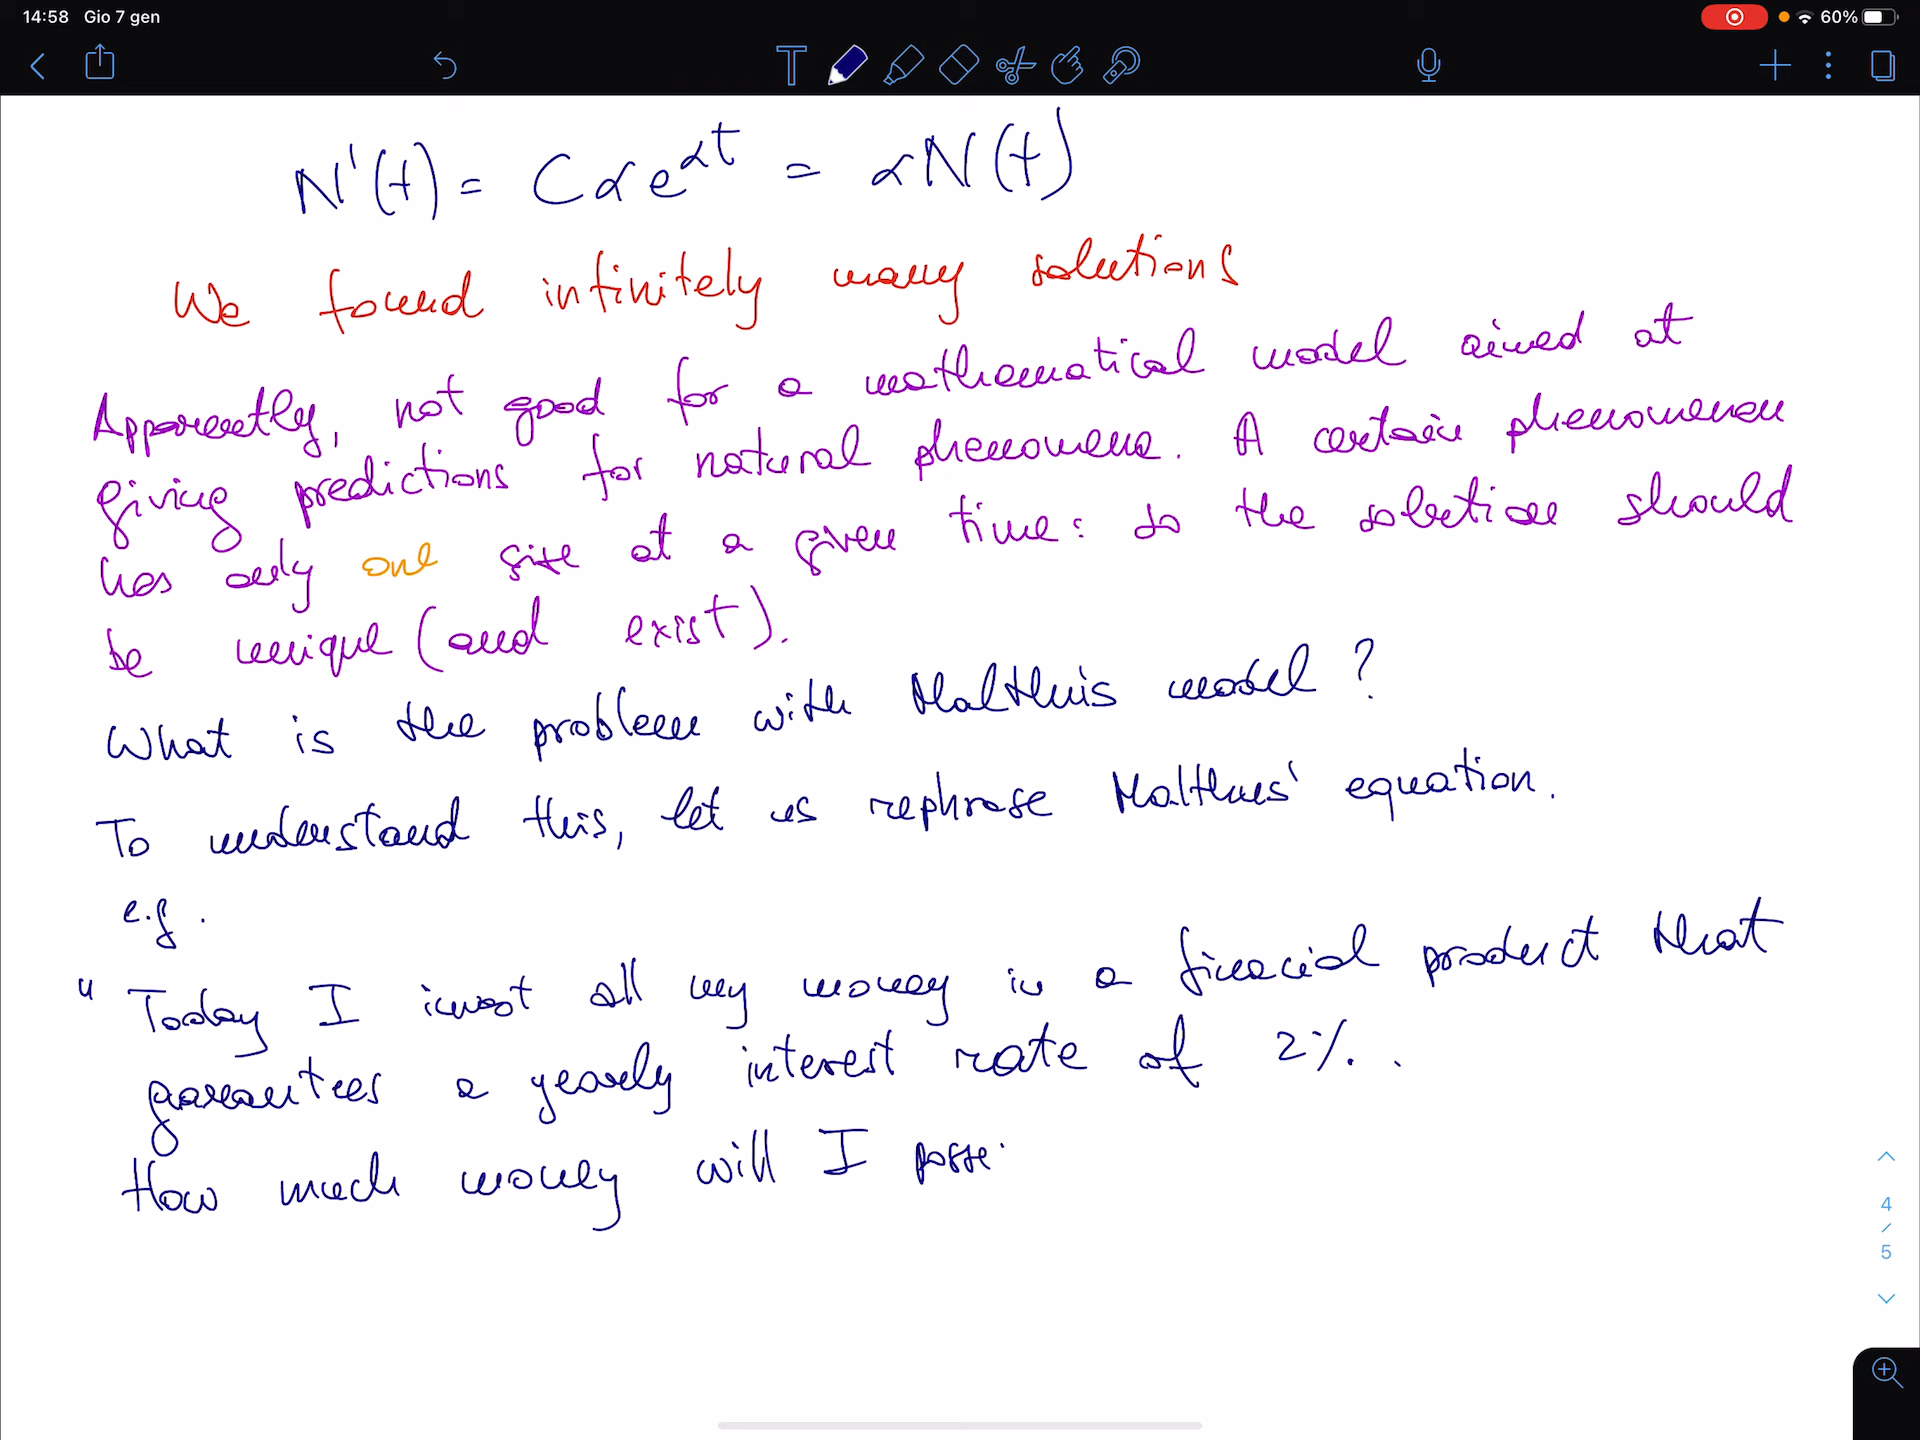 14:58 Gio 7 gen 60%
N'(t) = Cαe^{αt} = αN(t)
We found infinitely many solutions
Apparently, not good for a mathematical model aimed at
giving predictions for natural phenomena. A certain phenomenon
has only one size at a given time: so the solution should
be unique (and exist).
What is the problem with Malthus model?
To understand this, let us rephrase Malthus' equation.
e.g.
" Today I invest all my money in a finacial product that
guarantees a yearly interest rate of 2%.
How much money will I posse
4
/
5